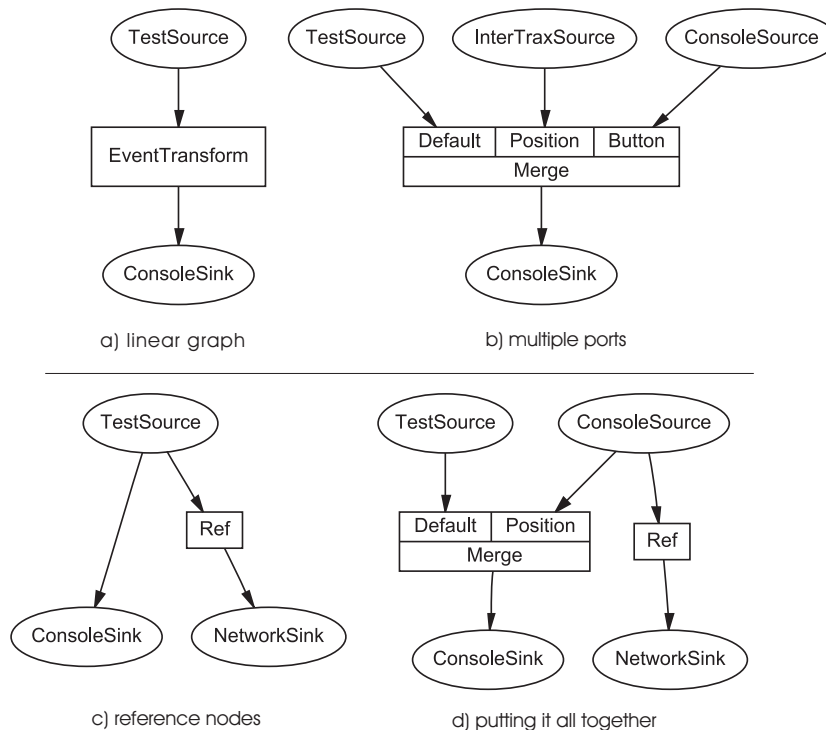 TestSource
TestSource
InterTraxSource
ConsoleSource
EventTransform
Default
Position
Button
Merge
ConsoleSink
ConsoleSink
a) linear graph
b) multiple ports
TestSource
TestSource
ConsoleSource
Ref
Default
Position
Merge
Ref
ConsoleSink
NetworkSink
ConsoleSink
NetworkSink
c) reference nodes
d) putting it all together